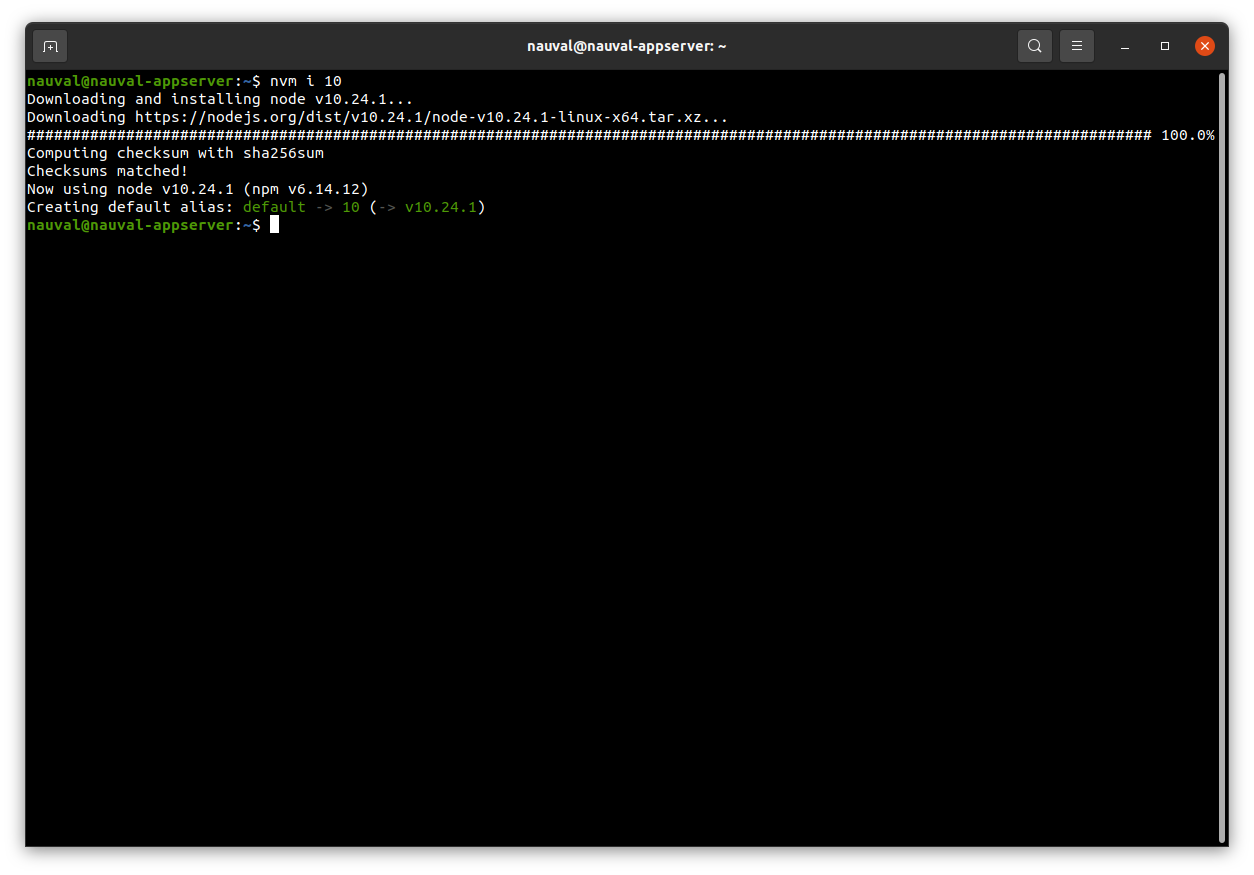 nauval@nauval-appserver: ~
nauval@nauval-appserver:~$ nvm i 10
Downloading and installing node v10.24.1...
Downloading https://nodejs.org/dist/v10.24.1/node-v10.24.1-linux-x64.tar.xz...
############################################################################################################################# 100.0%
Computing checksum with sha256sum
Checksums matched!
Now using node v10.24.1 (npm v6.14.12)
Creating default alias: default -> 10 (-> v10.24.1)
nauval@nauval-appserver:~$